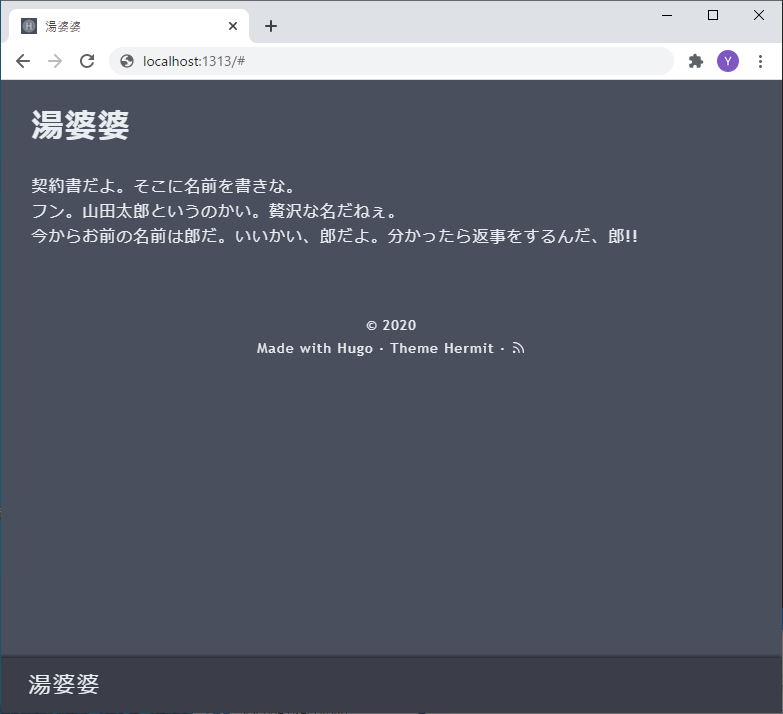 湯婆婆
localhost:1313/#
Y
湯婆婆
契約書だよ。そこに名前を書きな。
フン。山田太郎というのかい。贅沢な名だねぇ。
今からお前の名前は郎だ。いいかい、郎だよ。分かったら返事をするんだ、郎!!
© 2020
Made with Hugo · Theme Hermit ·
湯婆婆